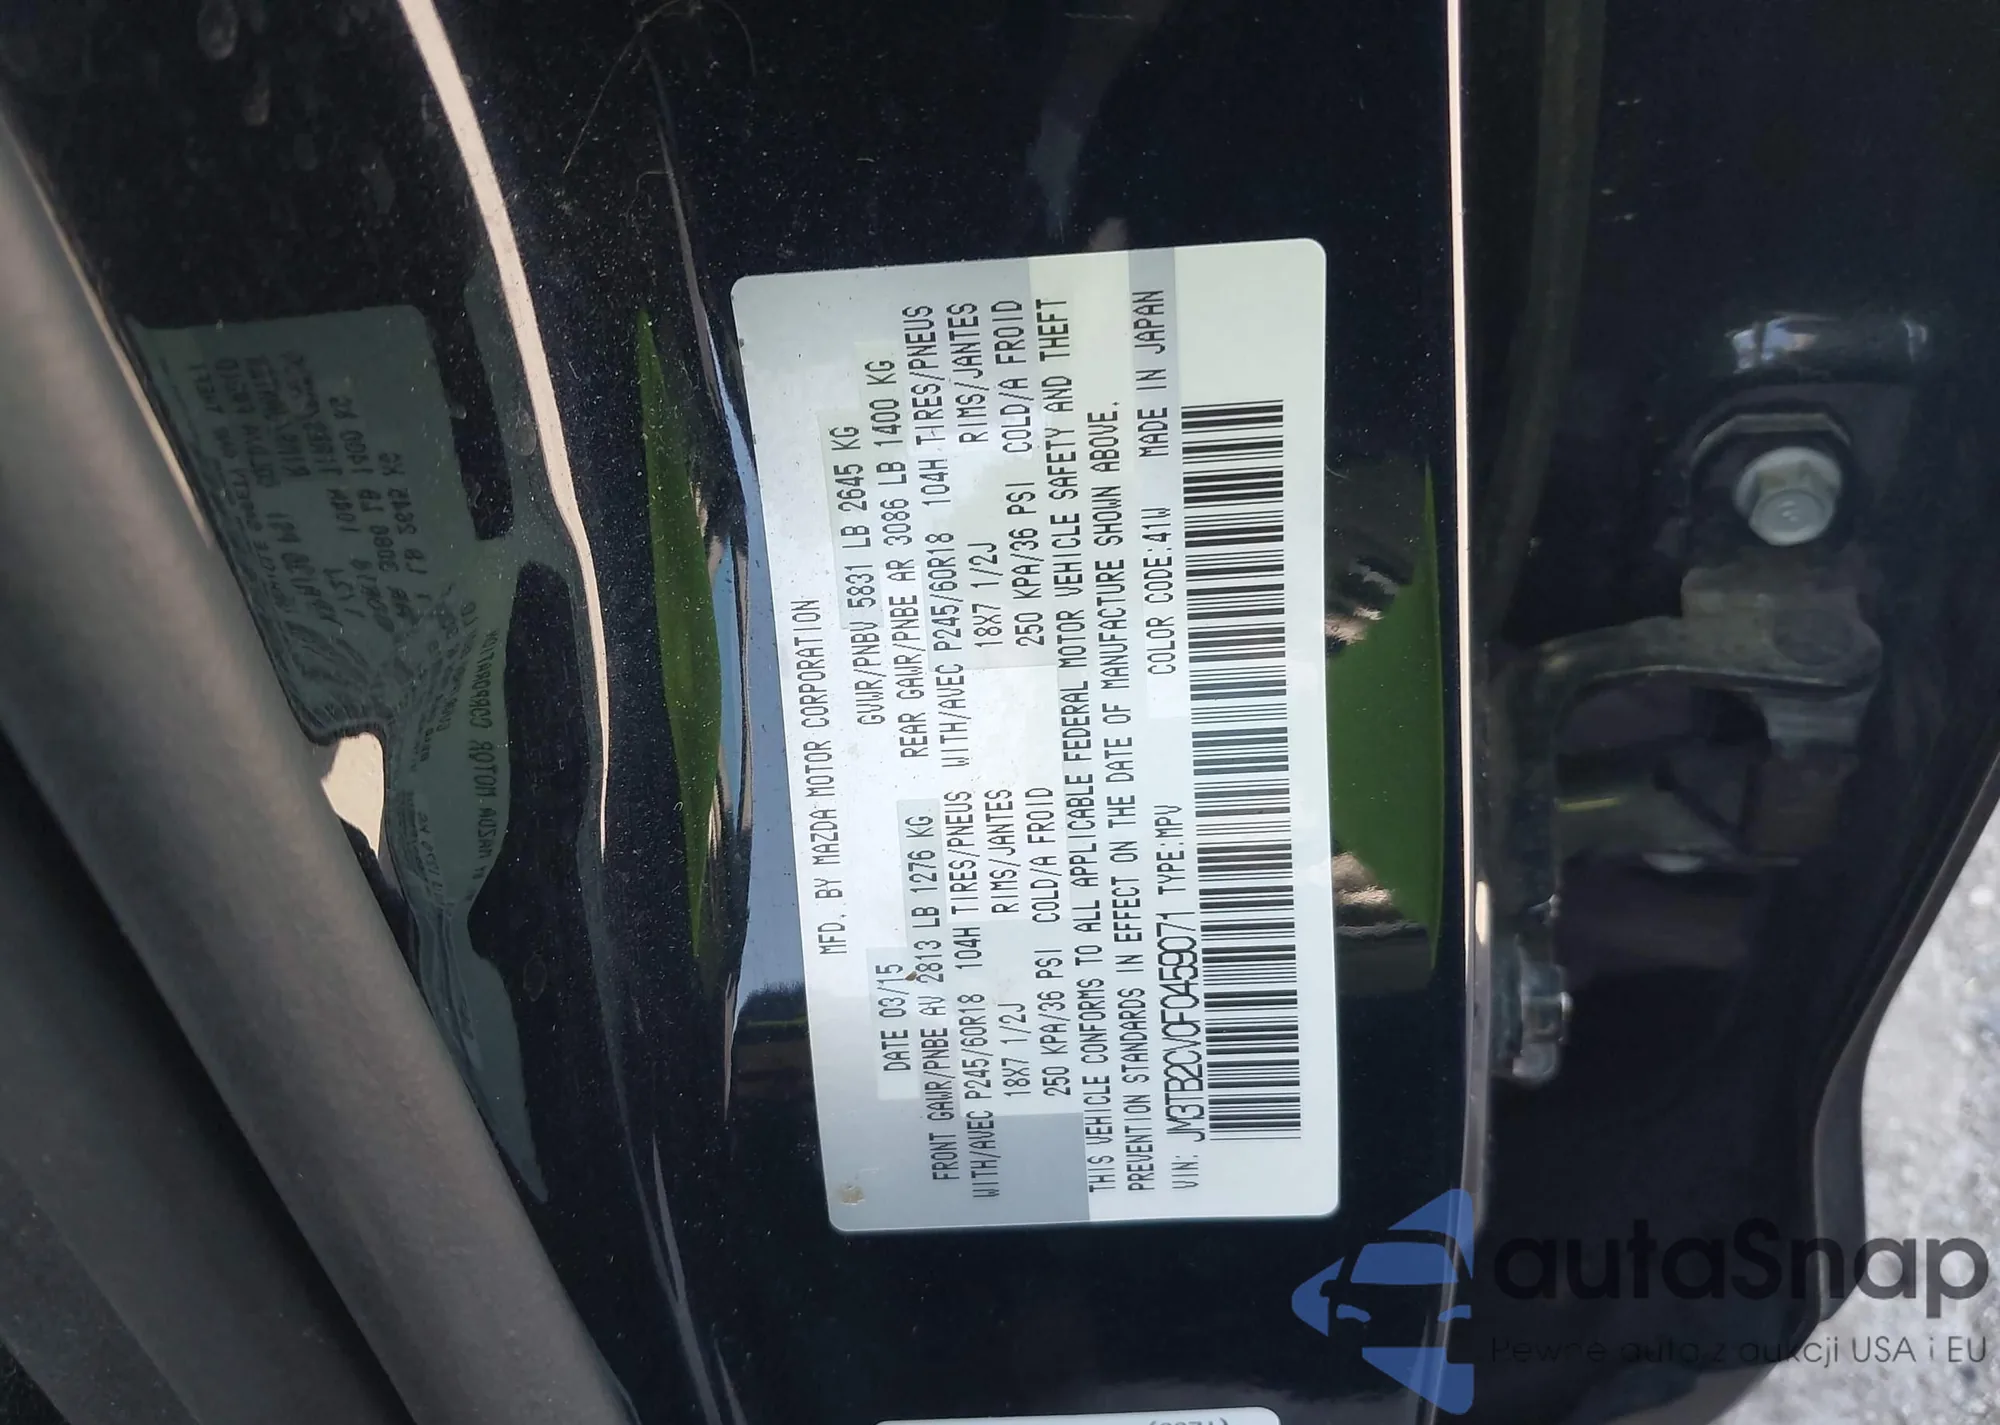 MFD. BY MAZDA MOTOR CORPORATION
DATE 03/15 GVWR/PNBV 5831 LB 2645 KG
FRONT GAWR/PNBE AV 2813 LB 1276 KG REAR GAWR/PNBE AR 3086 LB 1400 KG
WITH/AVEC P245/60R18 104H TIRES/PNEUS WITH/AVEC P245/60R18 104H TIRES/PNEUS
18X7 1/2J RIMS/JANTES 18X7 1/2J RIMS/JANTES
250 KPA/36 PSI COLD/A FROID 250 KPA/36 PSI COLD/A FROID
THIS VEHICLE CONFORMS TO ALL APPLICABLE FEDERAL MOTOR VEHICLE SAFETY AND THEFT
PREVENTION STANDARDS IN EFFECT ON THE DATE OF MANUFACTURE SHOWN ABOVE.
VIN: JM3TB2CV0F0459071 TYPE:MPV COLOR CODE:41W MADE IN JAPAN
autaSnap
Pewne auta z aukcji USA i EU